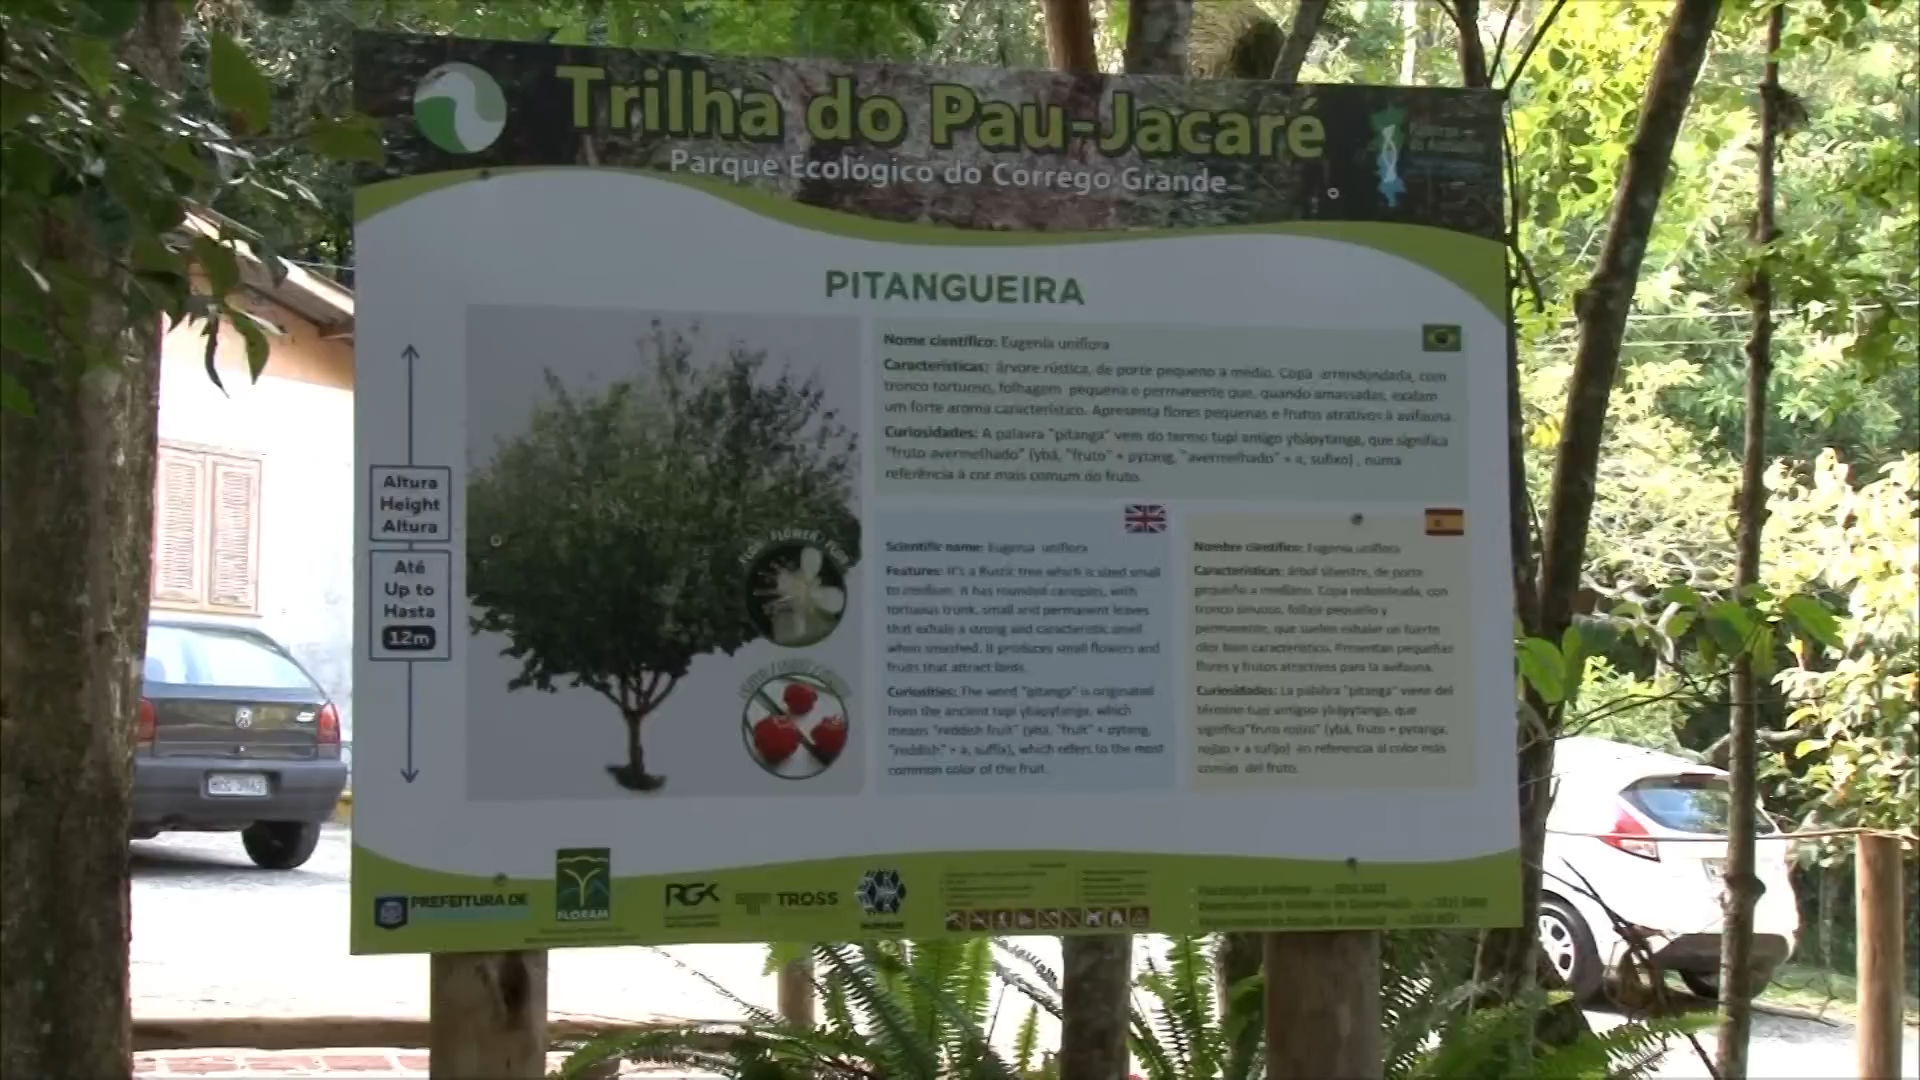 Trilha do Pau-Jacaré
Parque Ecológico do Córrego Grande
PITANGUEIRA
Altura
Height
Altura
Até
Up to
Hasta
12m
FLOWER
Nome científico: Eugenia uniflora
Características: árvore rústica, de porte pequeno a médio. Copa arrendondada, com
tronco tortuoso, folhagem pequena e permanente que, quando amassadas, exalam
um forte aroma característico. Apresenta flores pequenas e frutos atrativos à avifauna.
Curiosidades: A palavra "pitanga" vem do termo tupi antigo ybápytanga, que significa
"fruto avermelhado" (ybá, "fruto" + pytang, "avermelhado" + a, sufixo) , numa
referência à cor mais comum do fruto.
Scientific name: Eugenia uniflora
Features: It's a Rustic tree which is sized small
to medium. It has rounded canopies, with
tortuous trunk, small and permanent leaves
that exhale a strong and characteristic smell
when smashed. It produces small flowers and
fruits that attract birds.
Curiosities: The word "pitanga" is originated
from the ancient tupi ybápytanga, which
means "reddish fruit" (ybá, "fruit" + pytang,
"reddish" + a, suffix), which refers to the most
common color of the fruit.
Nombre científico: Eugenia uniflora
Características: árbol silvestre, de porte
pequeño a mediano. Copa redondeada, con
tronco sinuoso, follaje pequeño y
permanente, que suelen exhalar un fuerte
olor bien característico. Presentan pequeñas
flores y frutos atractivos para la avifauna.
Curiosidades: La palabra "pitanga" viene del
término tupi antiguo ybápytanga, que
significa"fruto rojizo" (ybá, fruto + pytanga,
rojizo + a sufijo) en referencia al color más
común del fruto.
PREFEITURA DE
FLORAM
RGK
TROSS